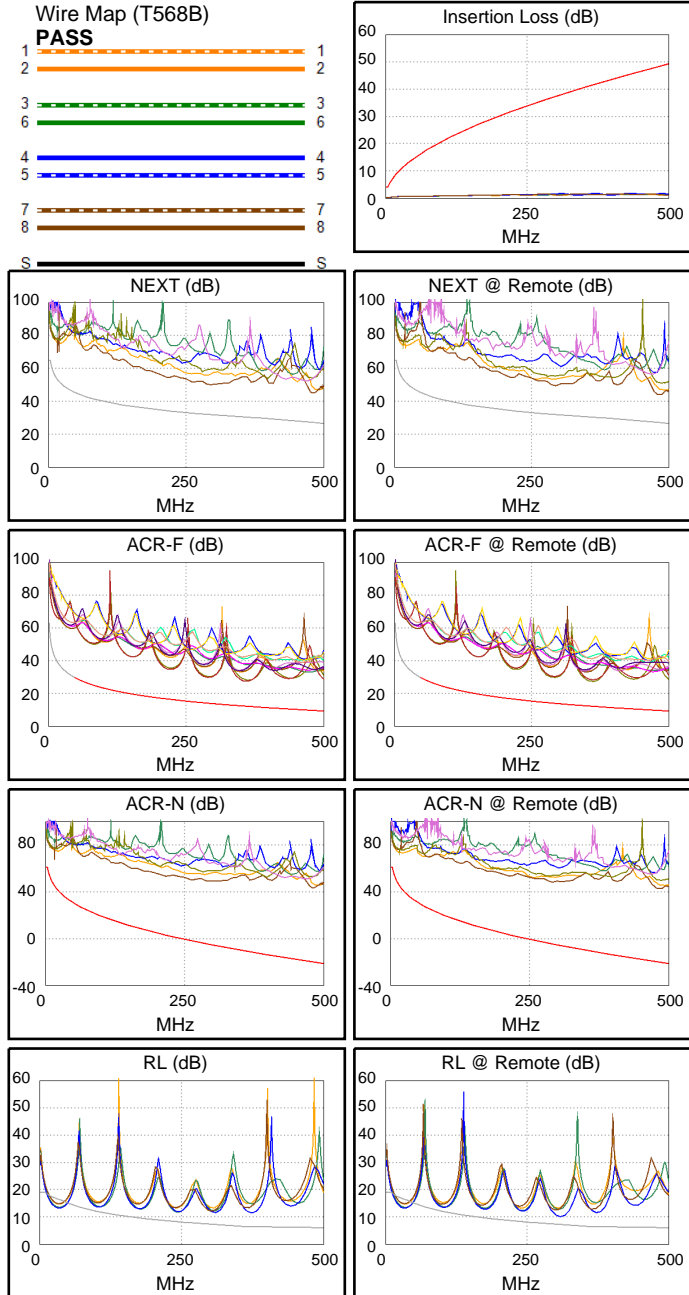 Wire Map (T568B)
PASS
1 1
2 2
3 3
6 6
4 4
5 5
7 7
8 8
S S
Insertion Loss (dB)
60
50
40
30
20
10
0
0 250 500
MHz
NEXT (dB)
100
80
60
40
20
0
0 250 500
MHz
NEXT @ Remote (dB)
100
80
60
40
20
0
0 250 500
MHz
ACR-F (dB)
100
80
60
40
20
0
0 250 500
MHz
ACR-F @ Remote (dB)
100
80
60
40
20
0
0 250 500
MHz
ACR-N (dB)
80
40
0
-40
0 250 500
MHz
ACR-N @ Remote (dB)
80
40
0
-40
0 250 500
MHz
RL (dB)
60
50
40
30
20
10
0
0 250 500
MHz
RL @ Remote (dB)
60
50
40
30
20
10
0
0 250 500
MHz